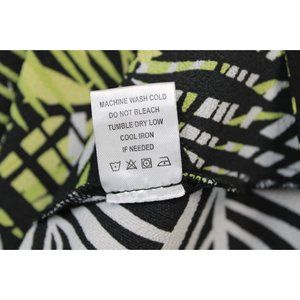 MACHINE WASH COLD
DO NOT BLEACH
TUMBLE DRY LOW
COOL IRON
IF NEEDED